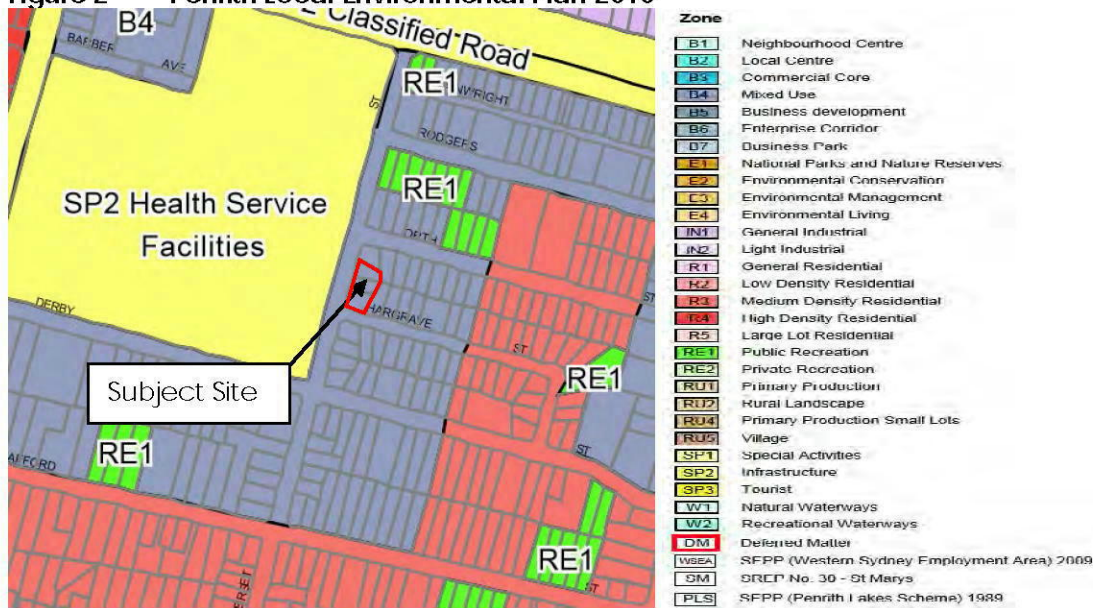 Figure 2 Penrith Local Environmental Plan 2010
B4
BARBER
AVE
Classified Road
ST
RE1
RODGERS
SP2 Health Service
Facilities
RE1
DERBY
HARGRAVE
ST
ST
Subject Site
RE1
RE1
ST
RE1
ST
Zone
B1 Neighbourhood Centre
B2 Local Centre
B3 Commercial Core
B4 Mixed Use
B5 Business development
B6 Enterprise Corridor
B7 Business Park
E1 National Parks and Nature Reserves
E2 Environmental Conservation
E3 Environmental Management
E4 Environmental Living
IN1 General Industrial
IN2 Light Industrial
R1 General Residential
R2 Low Density Residential
R3 Medium Density Residential
R4 High Density Residential
R5 Large Lot Residential
RE1 Public Recreation
RE2 Private Recreation
RU1 Primary Production
RU2 Rural Landscape
RU4 Primary Production Small Lots
RU5 Village
SP1 Special Activities
SP2 Infrastructure
SP3 Tourist
W1 Natural Waterways
W2 Recreational Waterways
DM Deferred Matter
WSEA SEPP (Western Sydney Employment Area) 2009
SM SREP No. 30 - St Marys
PLS SEPP (Penrith Lakes Scheme) 1989